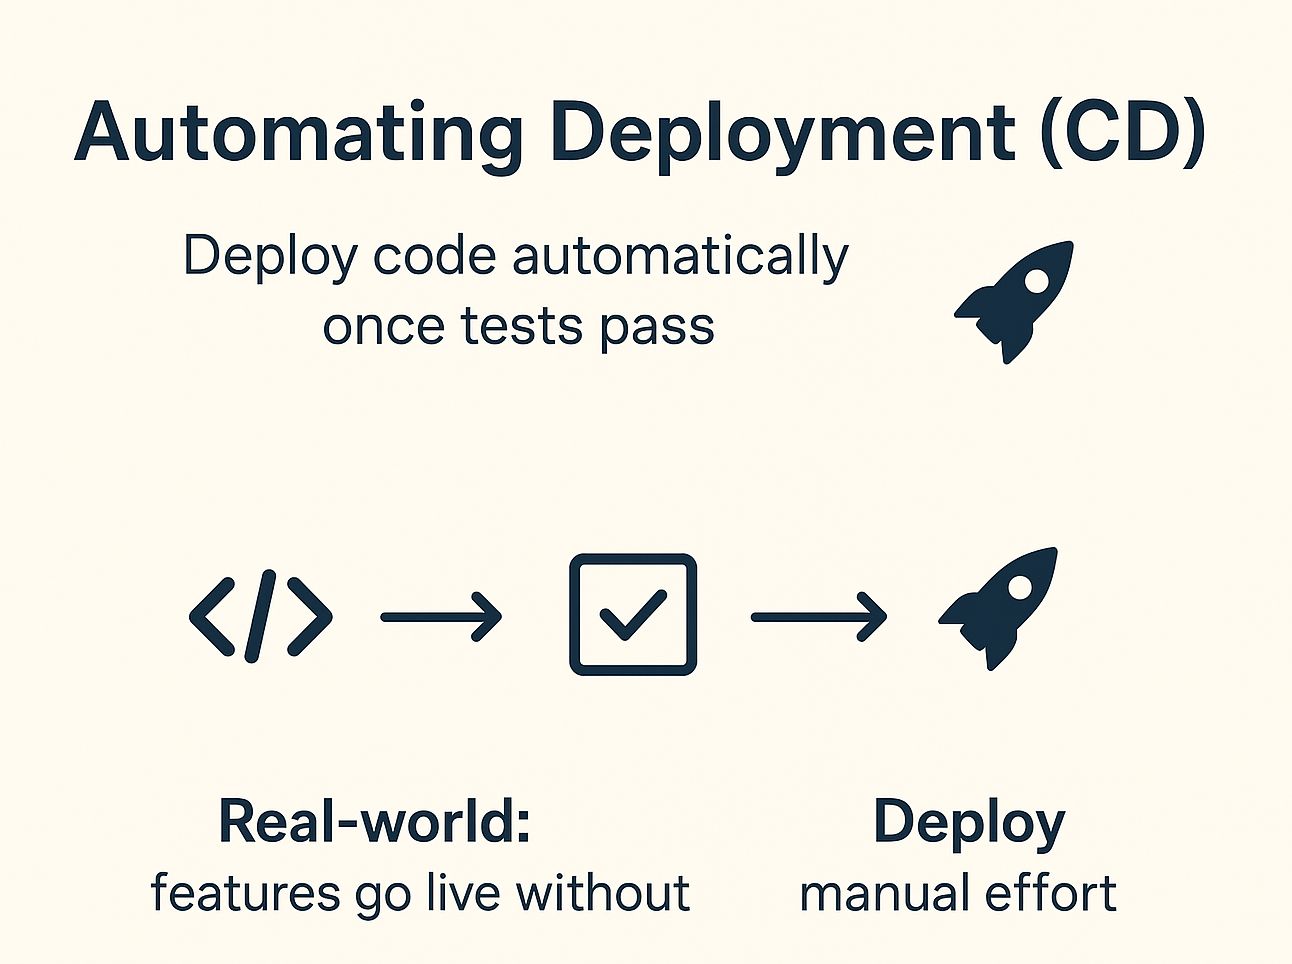 Automating Deployment (CD)
Deploy code automatically
once tests pass
Real-world:
features go live without
Deploy
manual effort